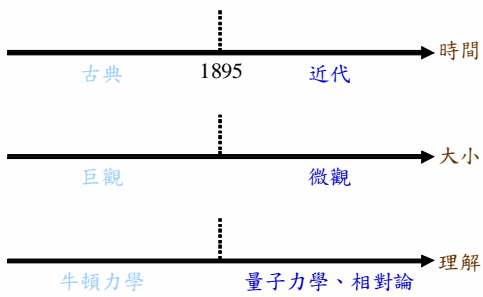 時間
古典 1895 近代
大小
巨觀 微觀
理解
牛頓力學 量子力學、相對論